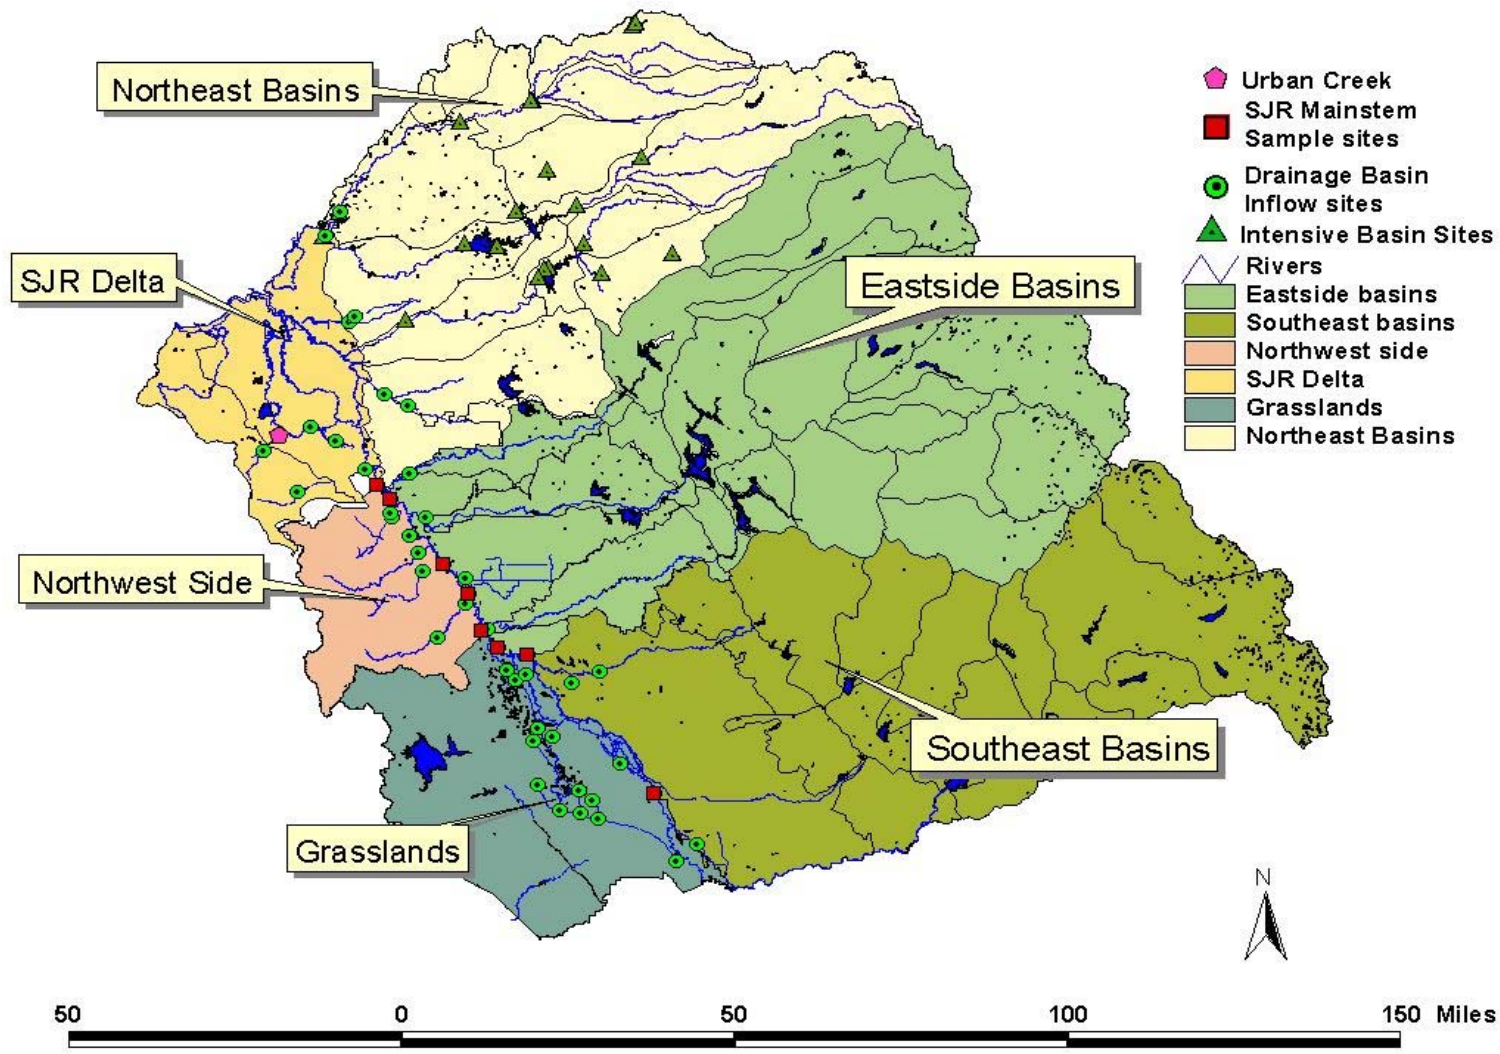 Northeast Basins
SJR Delta
Eastside Basins
Northwest Side
Southeast Basins
Grasslands
Urban Creek
SJR Mainstem
Sample sites
Drainage Basin
Inflow sites
Intensive Basin Sites
Rivers
Eastside basins
Southeast basins
Northwest side
SJR Delta
Grasslands
Northeast Basins
N
50 0 50 100 150 Miles